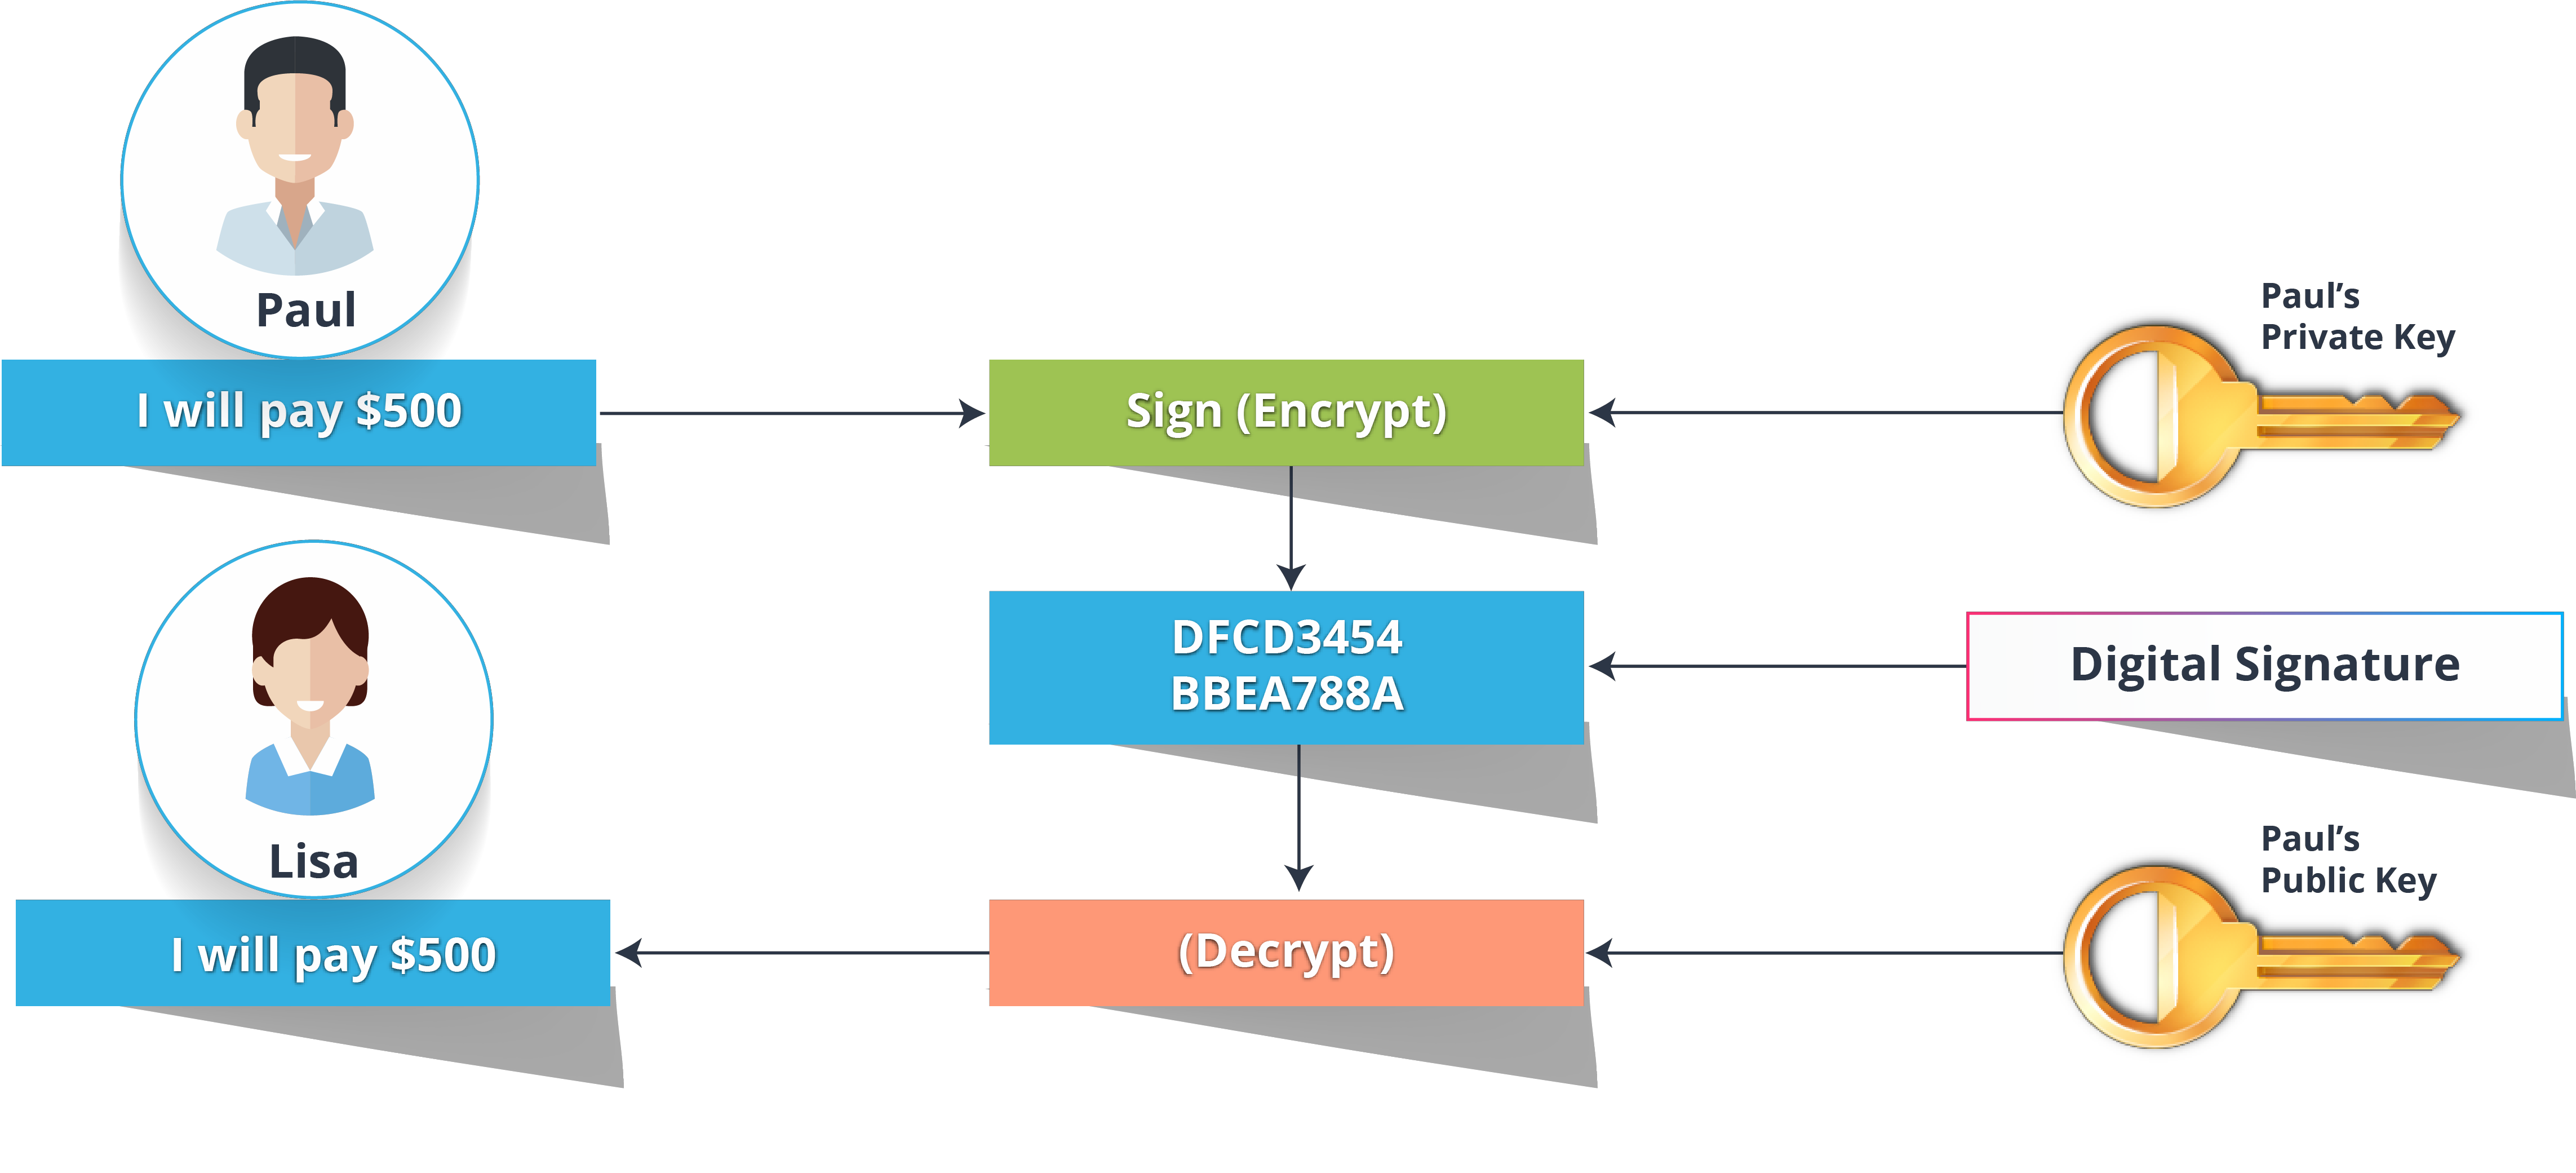 Paul
I will pay $500
Sign (Encrypt)
Paul’s
Private Key
DFCD3454
BBEA788A
Digital Signature
Lisa
I will pay $500
(Decrypt)
Paul’s
Public Key